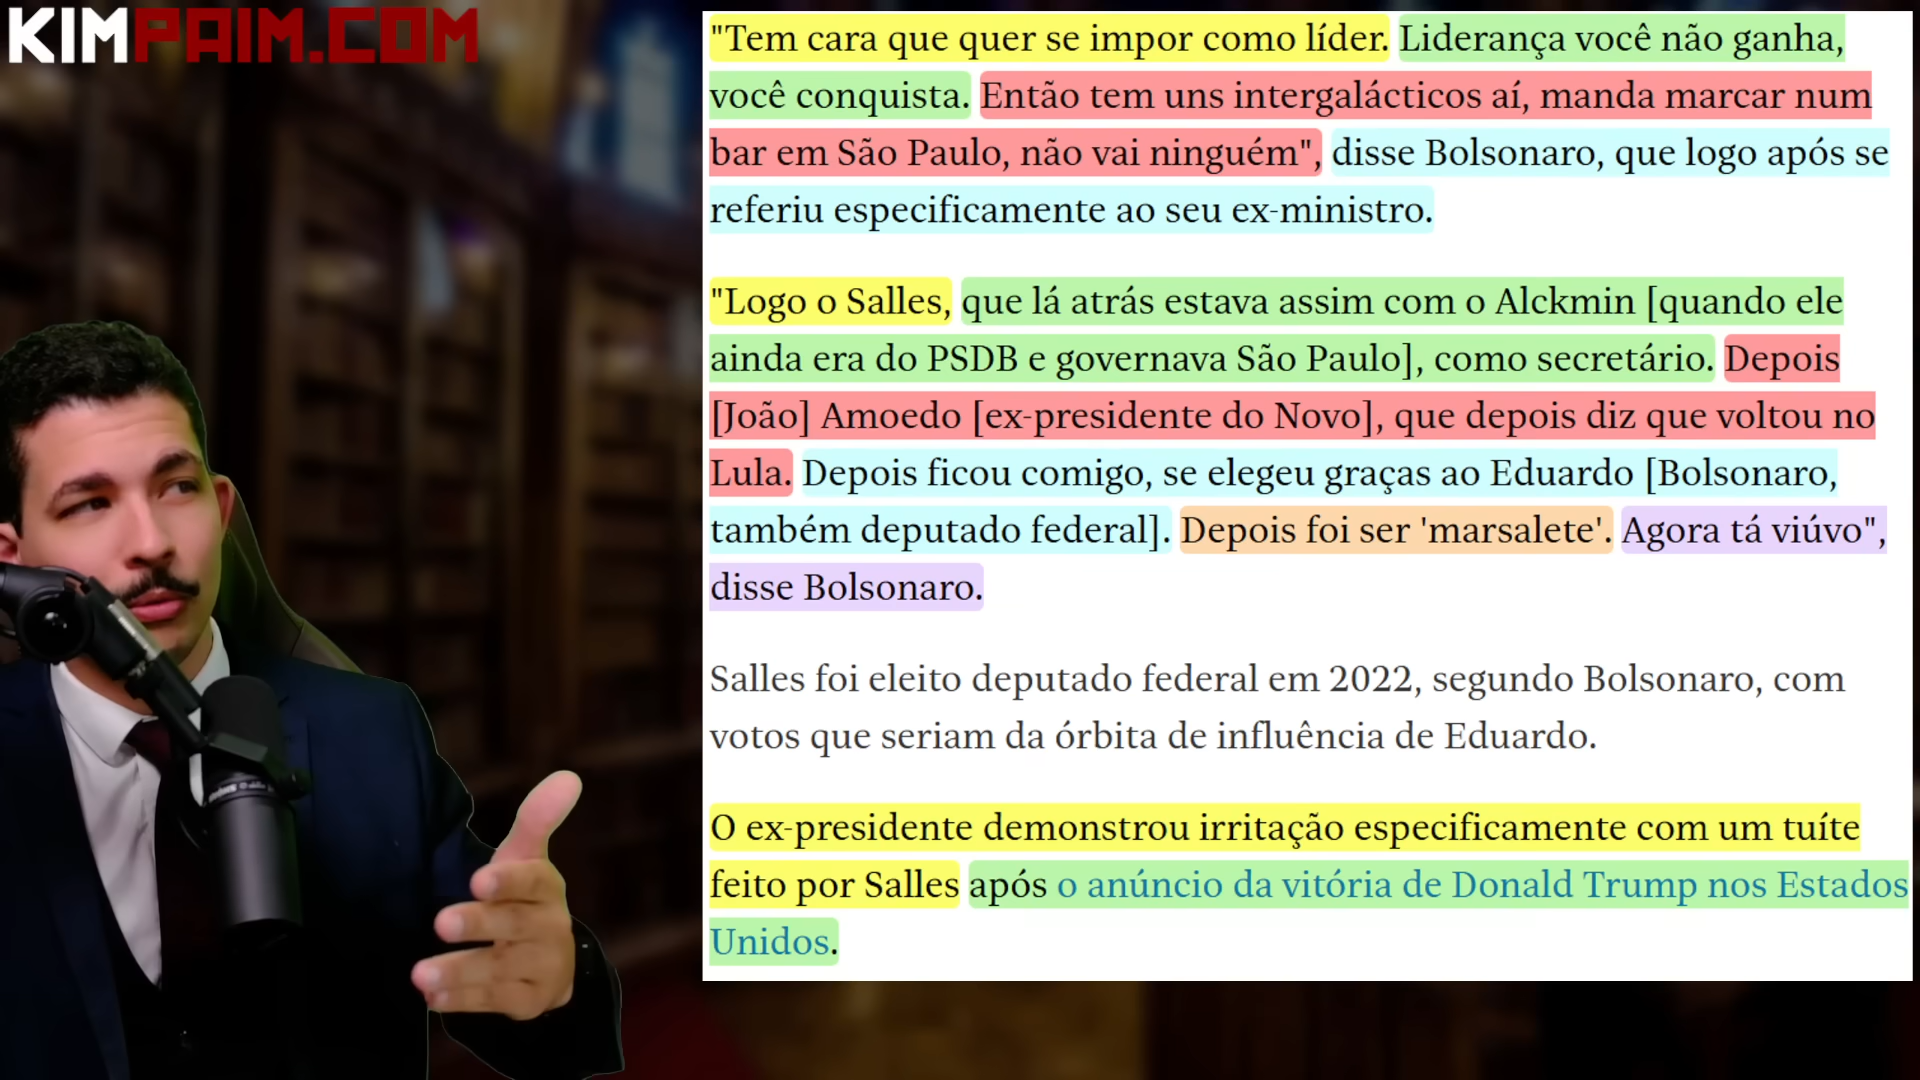 KIMPAIM.COM
"Tem cara que quer se impor como líder. Liderança você não ganha,
você conquista. Então tem uns intergalácticos aí, manda marcar num
bar em São Paulo, não vai ninguém", disse Bolsonaro, que logo após se
referiu especificamente ao seu ex-ministro.
"Logo o Salles, que lá atrás estava assim com o Alckmin [quando ele
ainda era do PSDB e governava São Paulo], como secretário. Depois
[João] Amoedo [ex-presidente do Novo], que depois diz que voltou no
Lula. Depois ficou comigo, se elegeu graças ao Eduardo [Bolsonaro,
também deputado federal]. Depois foi ser 'marsalete'. Agora tá viúvo",
disse Bolsonaro.
Salles foi eleito deputado federal em 2022, segundo Bolsonaro, com
votos que seriam da órbita de influência de Eduardo.
O ex-presidente demonstrou irritação especificamente com um tuíte
feito por Salles após o anúncio da vitória de Donald Trump nos Estados
Unidos.